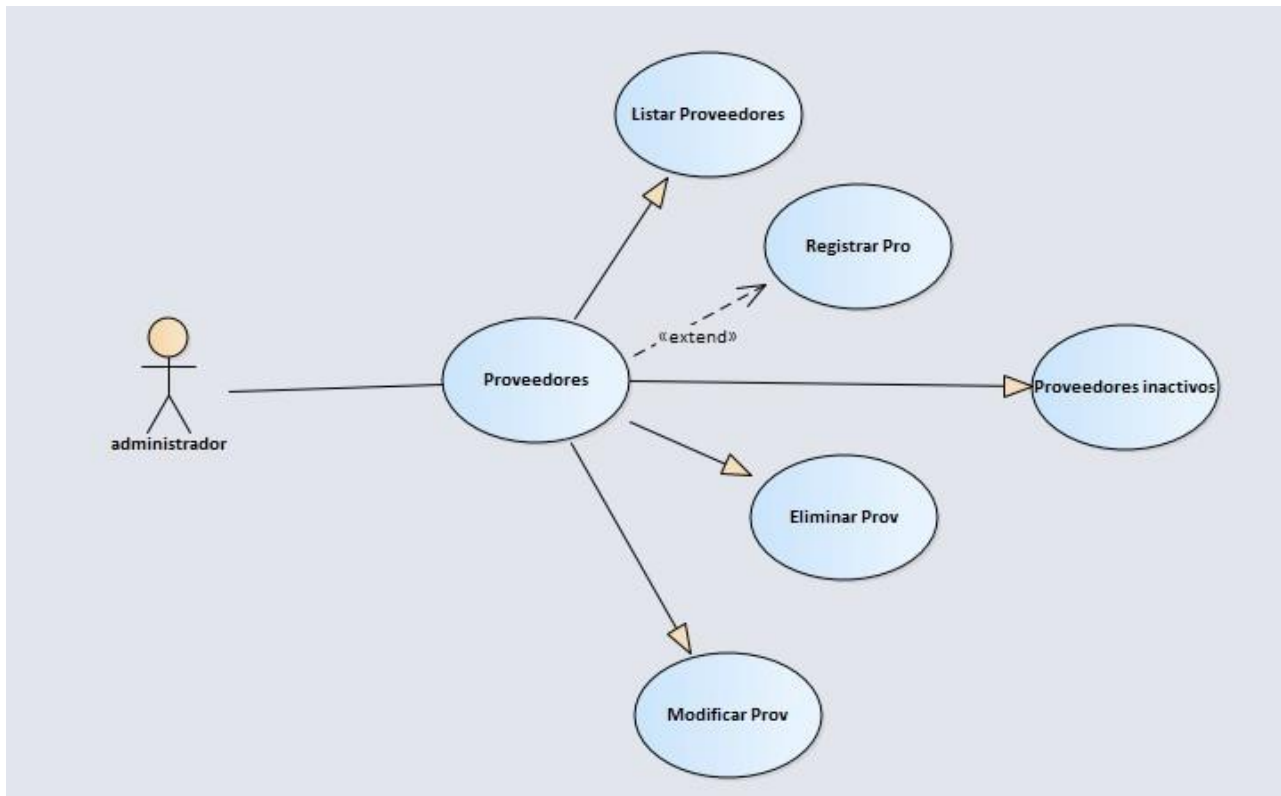 Listar Proveedores
Registrar Pro
«extend»
Proveedores
Proveedores inactivos
administrador
Eliminar Prov
Modificar Prov